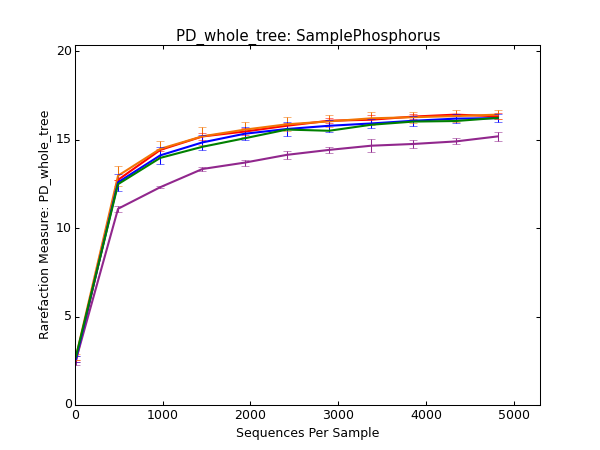 PD_whole_tree: SamplePhosphorus
20
15
10
5
0
Rarefaction Measure: PD_whole_tree
0 1000 2000 3000 4000 5000
Sequences Per Sample